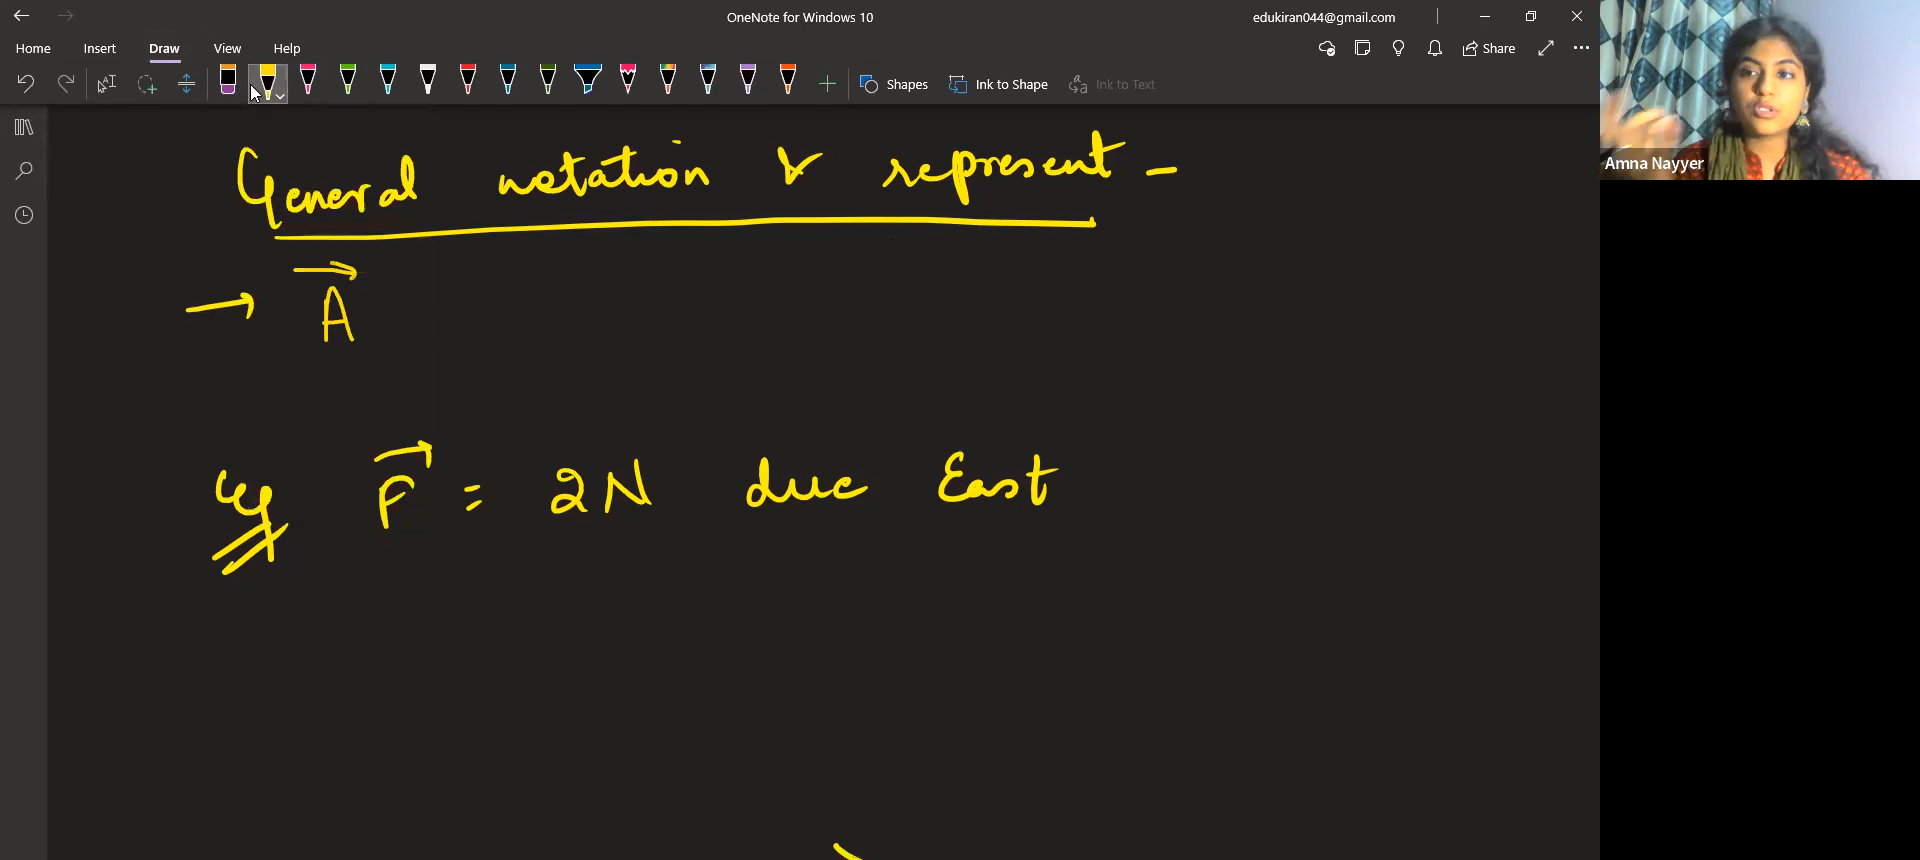 OneNote for Windows 10
edukiran044@gmail.com
Home Insert Draw View Help
Share
Shapes Ink to Shape Ink to Text
Amna Nayyer
General notation & represent -
→ A
eg F = 2N due East